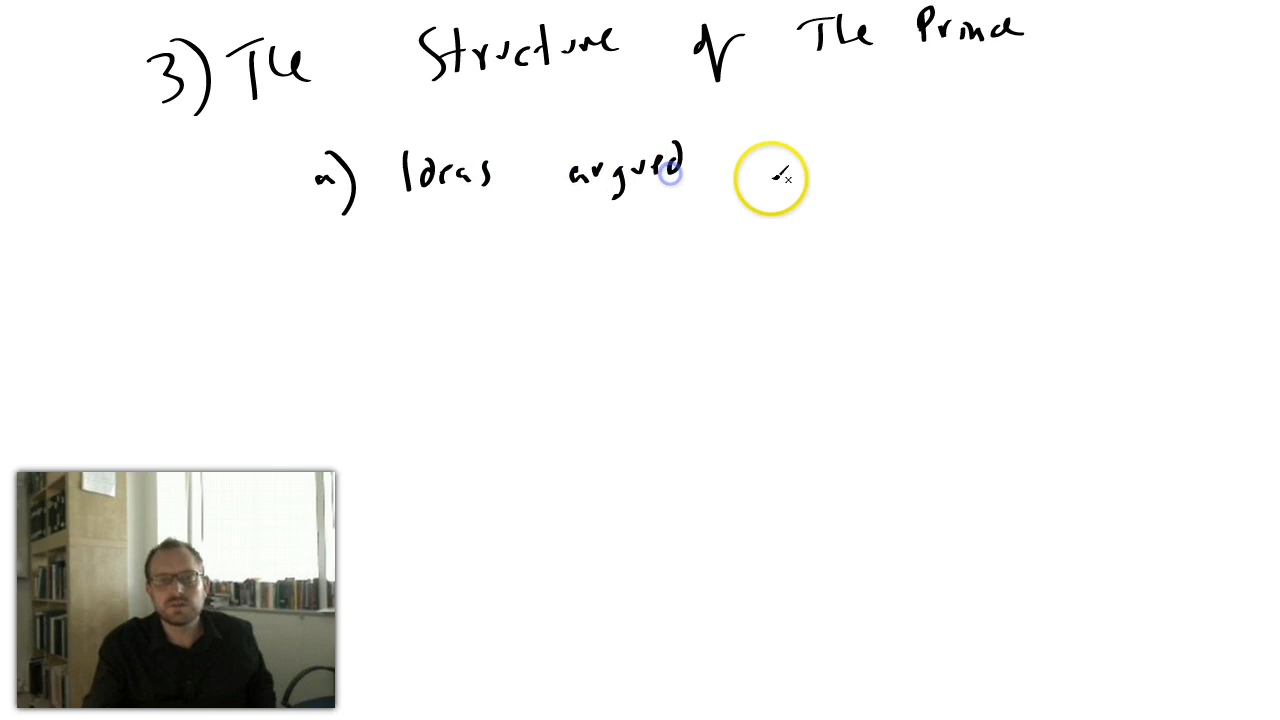 3) The Structure of The Prince
a) Ideas argued